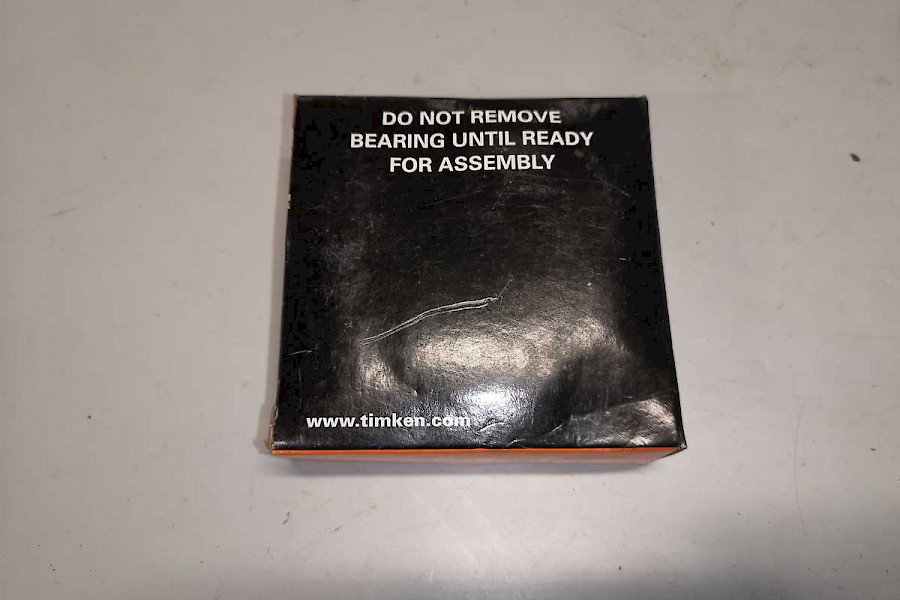 DO NOT REMOVE
BEARING UNTIL READY
FOR ASSEMBLY
www.timken.com